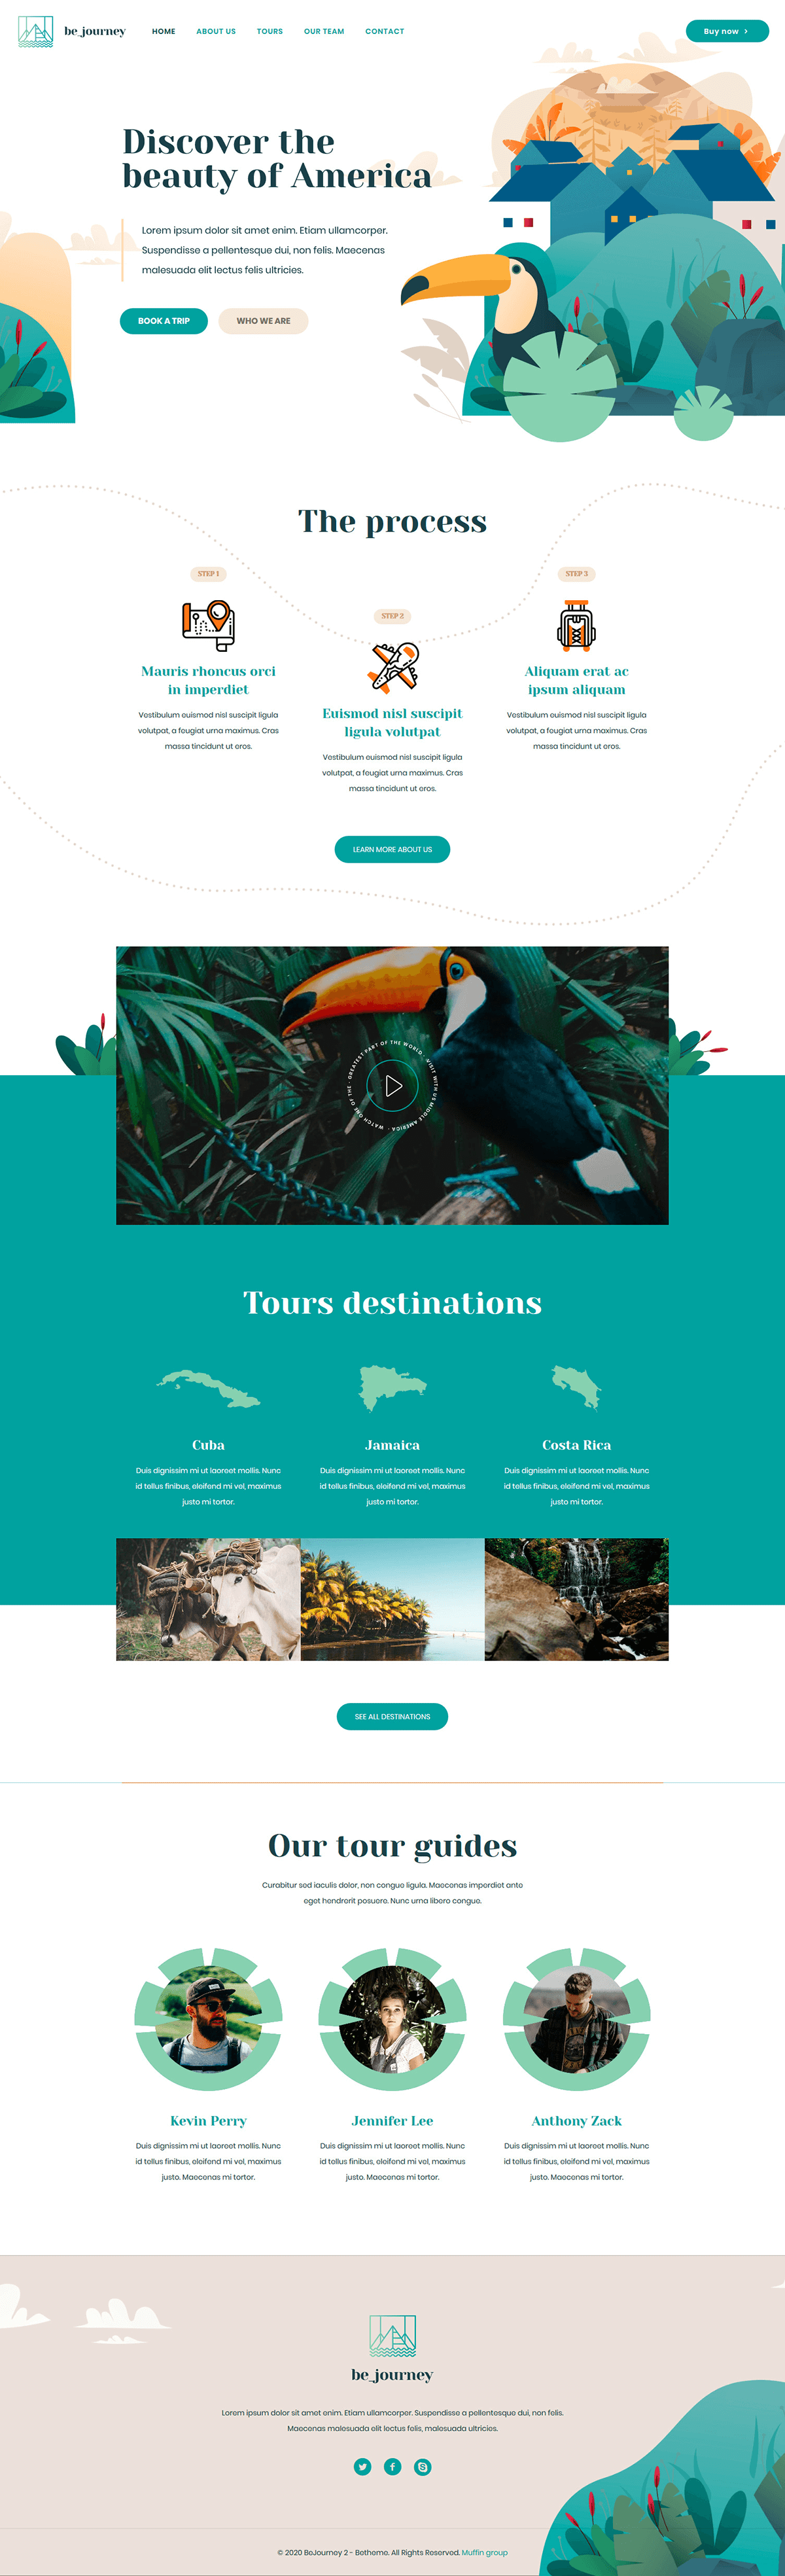 be_journey
HOME ABOUT US TOURS OUR TEAM CONTACT
Buy now
Discover the
beauty of America
Lorem ipsum dolor sit amet enim. Etiam ullamcorper.
Suspendisse a pellentesque dui, non felis. Maecenas
malesuada elit lectus felis ultricies.
BOOK A TRIP
WHO WE ARE
The process
STEP 1
Mauris rhoncus orci
in imperdiet
Vestibulum euismod nisl suscipit ligula
volutpat, a feugiat urna maximus. Cras
massa tincidunt ut eros.
STEP 2
Euismod nisl suscipit
ligula volutpat
Vestibulum euismod nisl suscipit ligula
volutpat, a feugiat urna maximus. Cras
massa tincidunt ut eros.
STEP 3
Aliquam erat ac
ipsum aliquam
Vestibulum euismod nisl suscipit ligula
volutpat, a feugiat urna maximus. Cras
massa tincidunt ut eros.
LEARN MORE ABOUT US
WATCH ONE OF THE · GREATEST PART OF THE WORLD · VISIT WITH US MIDDLE AMERICA ·
Tours destinations
Cuba
Duis dignissim mi ut laoreet mollis. Nunc
id tellus finibus, eleifend mi vel, maximus
justo mi tortor.
Jamaica
Duis dignissim mi ut laoreet mollis. Nunc
id tellus finibus, eleifend mi vel, maximus
justo mi tortor.
Costa Rica
Duis dignissim mi ut laoreet mollis. Nunc
id tellus finibus, eleifend mi vel, maximus
justo mi tortor.
SEE ALL DESTINATIONS
Our tour guides
Curabitur sed iaculis dolor, non congue ligula. Maecenas imperdiet ante
eget hendrerit posuere. Nunc urna libero congue.
Kevin Perry
Duis dignissim mi ut laoreet mollis. Nunc
id tellus finibus, eleifend mi vel, maximus
justo. Maecenas mi tortor.
Jennifer Lee
Duis dignissim mi ut laoreet mollis. Nunc
id tellus finibus, eleifend mi vel, maximus
justo. Maecenas mi tortor.
Anthony Zack
Duis dignissim mi ut laoreet mollis. Nunc
id tellus finibus, eleifend mi vel, maximus
justo. Maecenas mi tortor.
be_journey
Lorem ipsum dolor sit amet enim. Etiam ullamcorper. Suspendisse a pellentesque dui, non felis.
Maecenas malesuada elit lectus felis, malesuada ultricies.
© 2020 BeJourney 2 - Betheme. All Rights Reserved. Muffin group